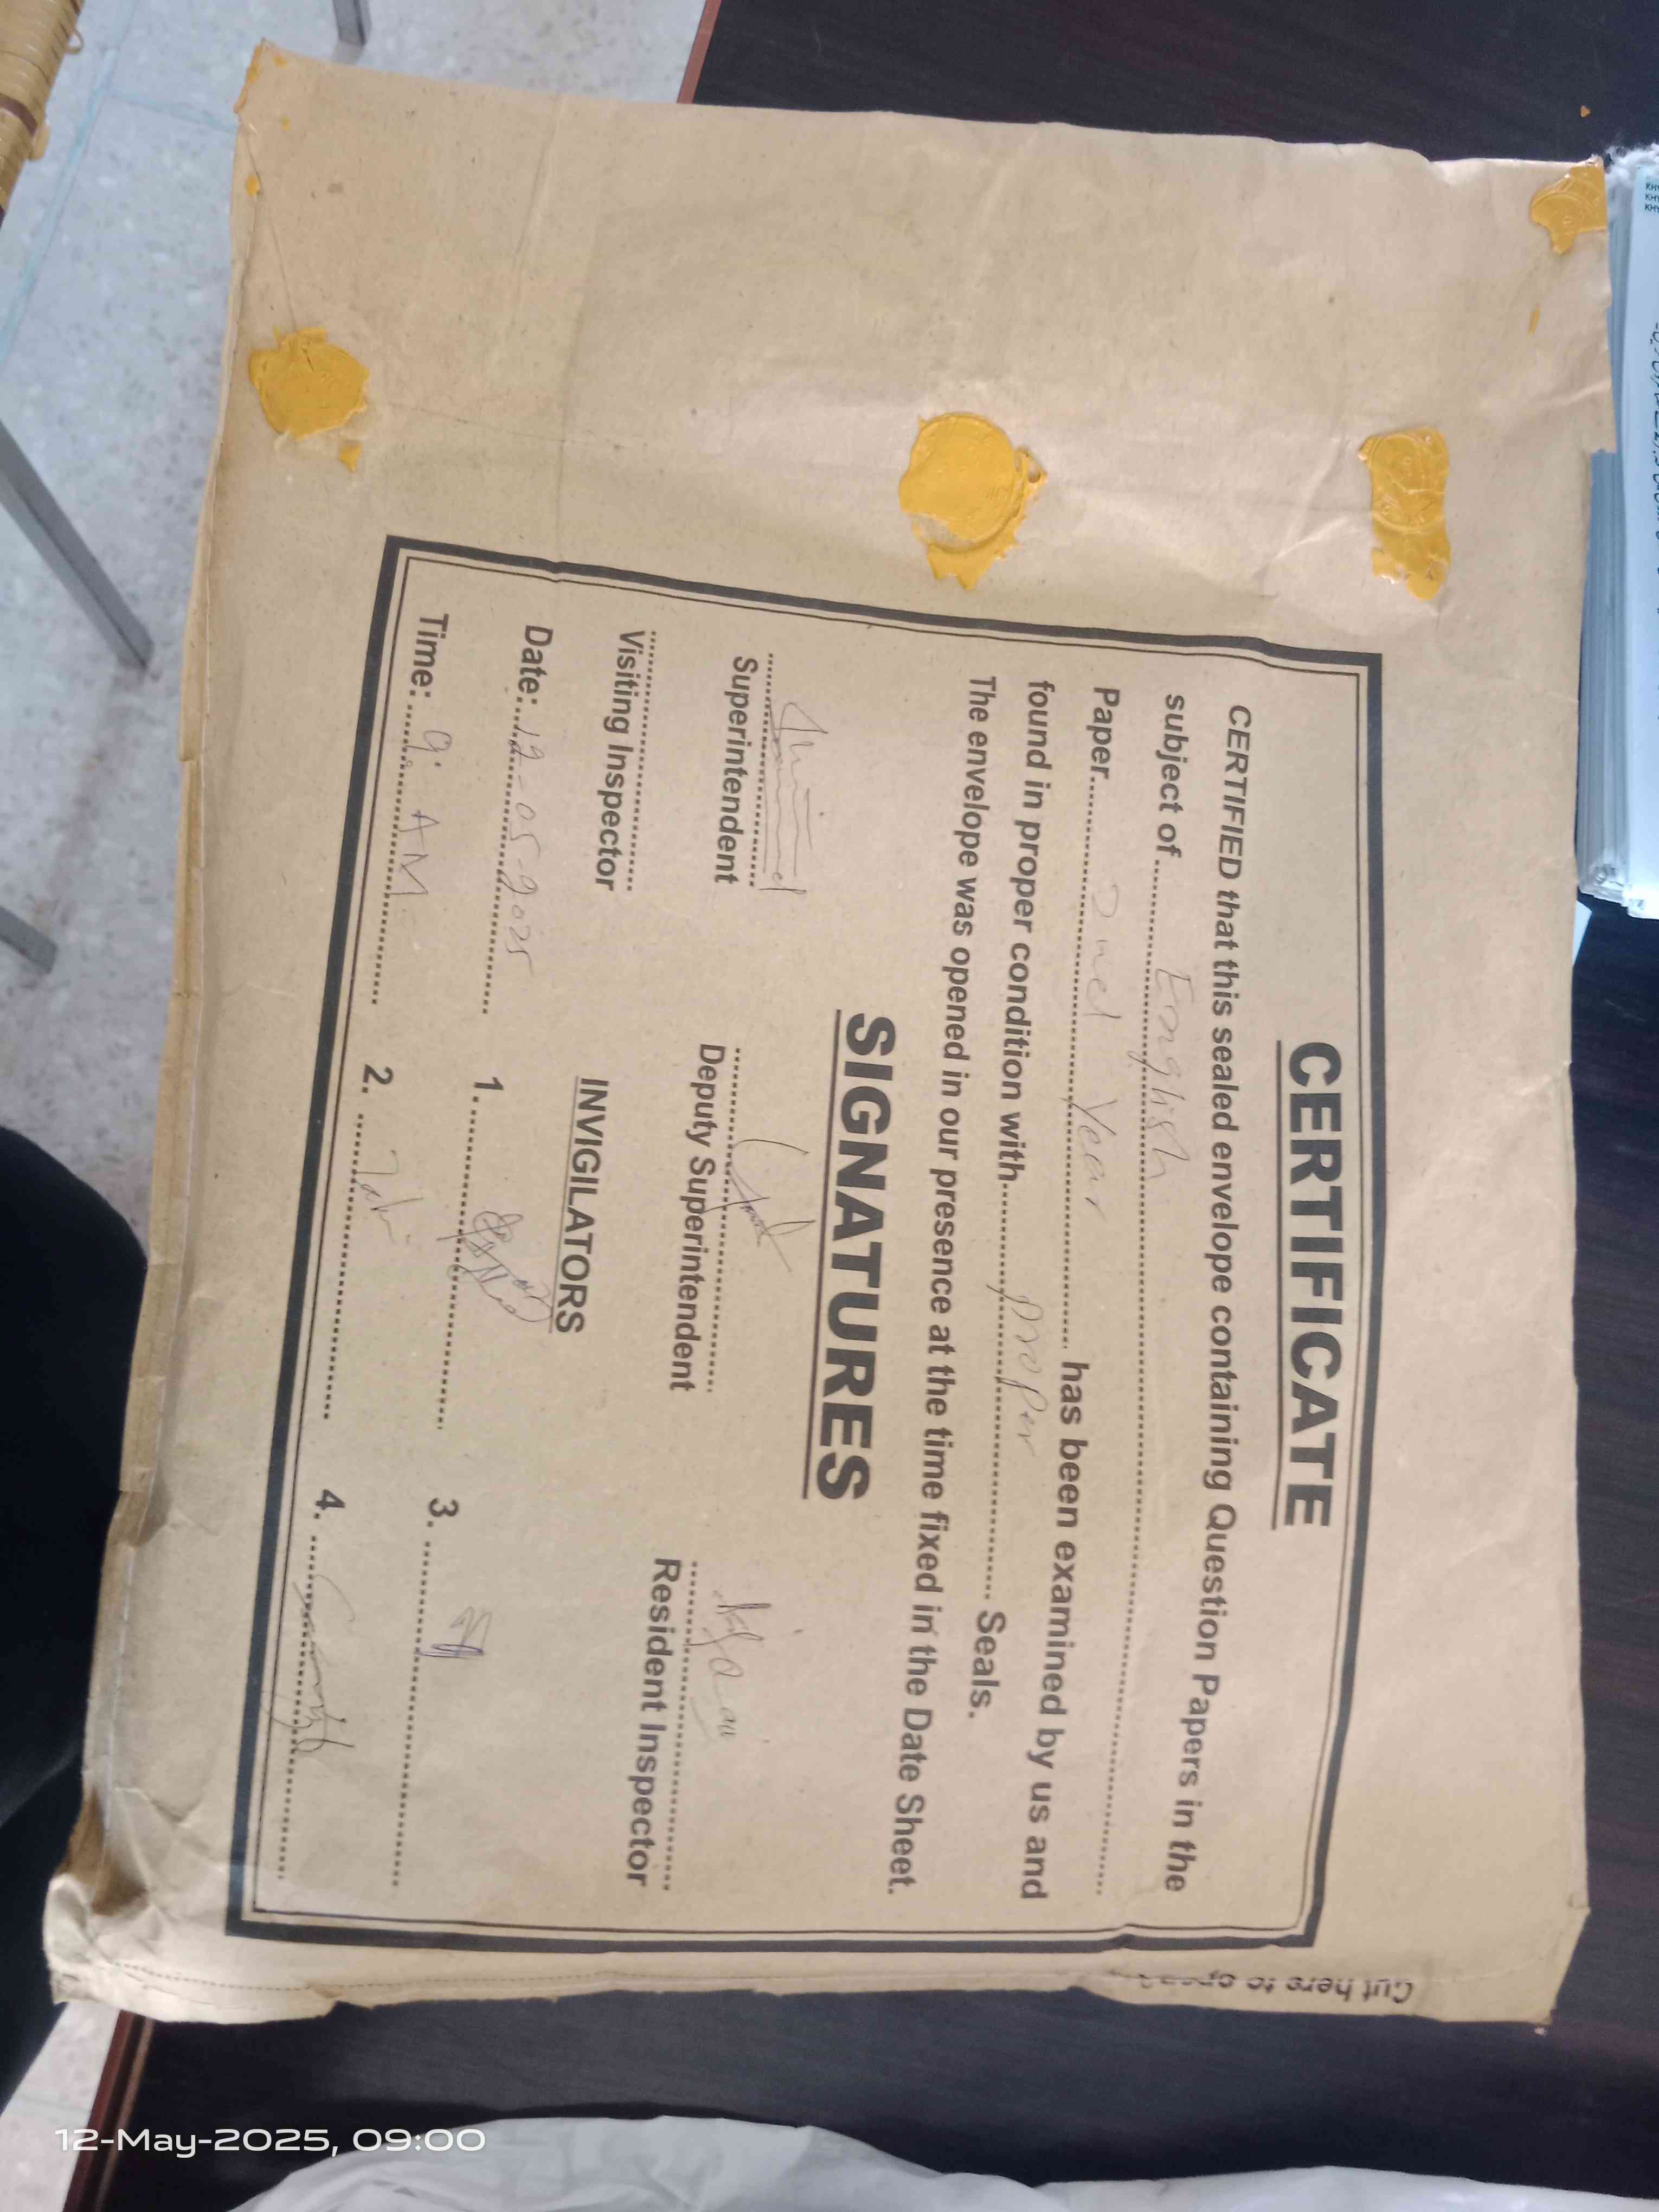 CERTIFICATE
CERTIFIED that this sealed envelope containing Question Papers in the
subject of ........ English ........
Paper ........ 2nd Year ........ has been examined by us and
found in proper condition with ........ proper ........ Seals.
The envelope was opened in our presence at the time fixed in the Date Sheet.
SIGNATURES
Superintendent
Deputy Superintendent
Resident Inspector
Visiting Inspector
INVIGILATORS
Date: 12-05-2025
1.
3.
Time: 9: AM
2.
4.
Cut here to open
12-May-2025, 09:00